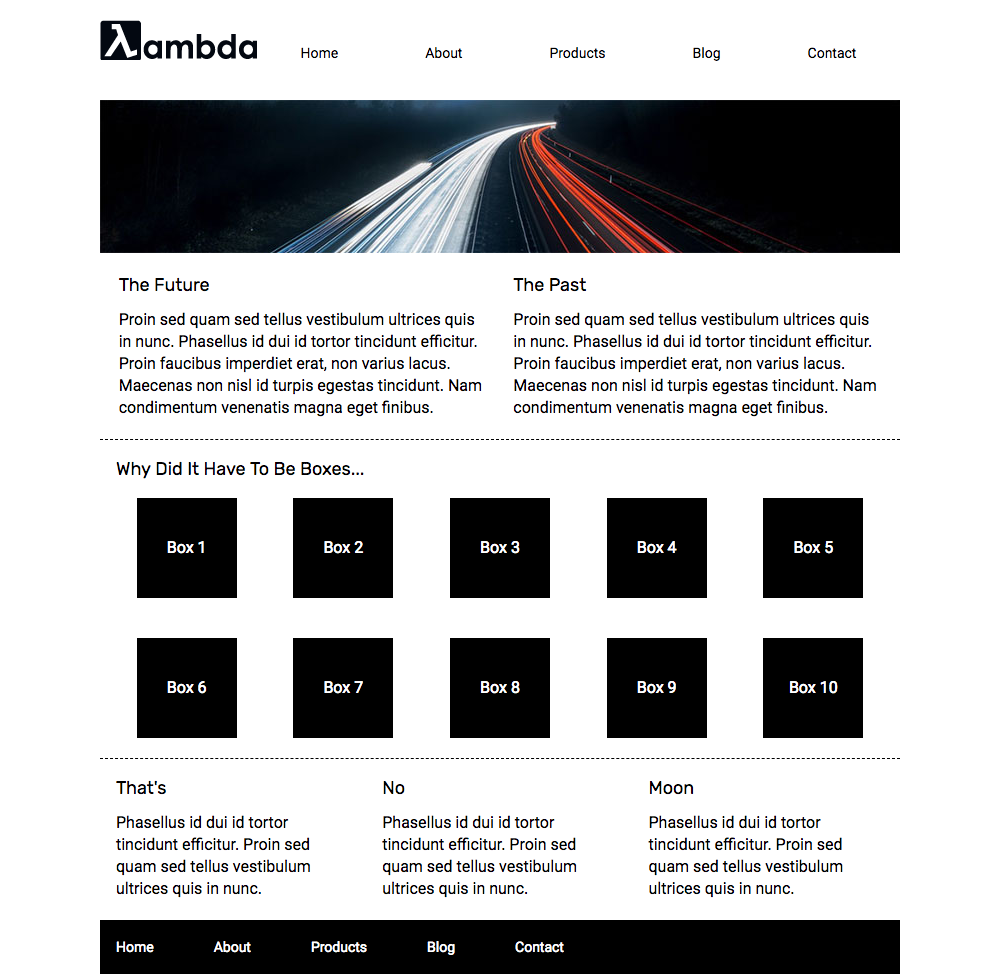 λambda
Home About Products Blog Contact
The Future
Proin sed quam sed tellus vestibulum ultrices quis
in nunc. Phasellus id dui id tortor tincidunt efficitur.
Proin faucibus imperdiet erat, non varius lacus.
Maecenas non nisl id turpis egestas tincidunt. Nam
condimentum venenatis magna eget finibus.
The Past
Proin sed quam sed tellus vestibulum ultrices quis
in nunc. Phasellus id dui id tortor tincidunt efficitur.
Proin faucibus imperdiet erat, non varius lacus.
Maecenas non nisl id turpis egestas tincidunt. Nam
condimentum venenatis magna eget finibus.
Why Did It Have To Be Boxes...
Box 1 Box 2 Box 3 Box 4 Box 5
Box 6 Box 7 Box 8 Box 9 Box 10
That's
Phasellus id dui id tortor
tincidunt efficitur. Proin sed
quam sed tellus vestibulum
ultrices quis in nunc.
No
Phasellus id dui id tortor
tincidunt efficitur. Proin sed
quam sed tellus vestibulum
ultrices quis in nunc.
Moon
Phasellus id dui id tortor
tincidunt efficitur. Proin sed
quam sed tellus vestibulum
ultrices quis in nunc.
Home About Products Blog Contact